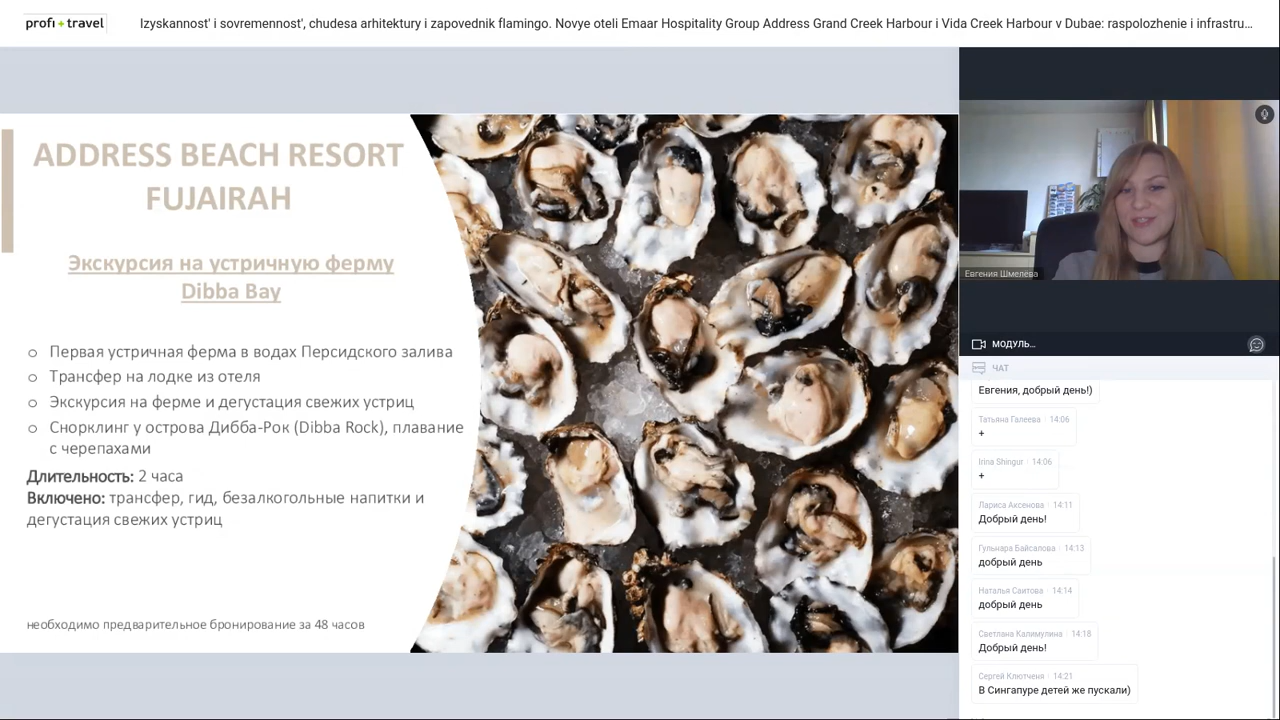 profi travel
Izyskannost' i sovremennost', chudesa arhitektury i zapovednik flamingo. Novye oteli Emaar Hospitality Group Address Grand Creek Harbour i Vida Creek Harbour v Dubae: raspolozhenie i infrastru...
ADDRESS BEACH RESORT
FUJAIRAH
Экскурсия на устричную ферму
Dibba Bay
o Первая устричная ферма в водах Персидского залива
o Трансфер на лодке из отеля
o Экскурсия на ферме и дегустация свежих устриц
o Снорклинг у острова Дибба-Рок (Dibba Rock), плавание
с черепахами
Длительность: 2 часа
Включено: трансфер, гид, безалкогольные напитки и
дегустация свежих устриц
необходимо предварительное бронирование за 48 часов
Евгения Шмелева
МОДУЛЬ...
ЧАТ
Евгения, добрый день!)
Татьяна Галеева 14:06
+
Irina Shingur 14:06
+
Лариса Аксенова 14:11
Добрый день!
Гульнара Байсалова 14:13
добрый день
Наталья Саитова 14:14
добрый день
Светлана Калимулина 14:18
Добрый день!
Сергей Клютченя 14:21
В Сингапуре детей же пускали)